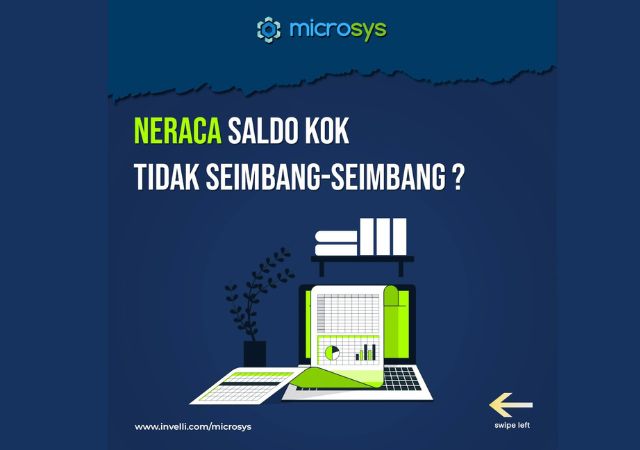 microsys
NERACA SALDO KOK
TIDAK SEIMBANG-SEIMBANG ?
www.invelli.com/microsys
swipe left